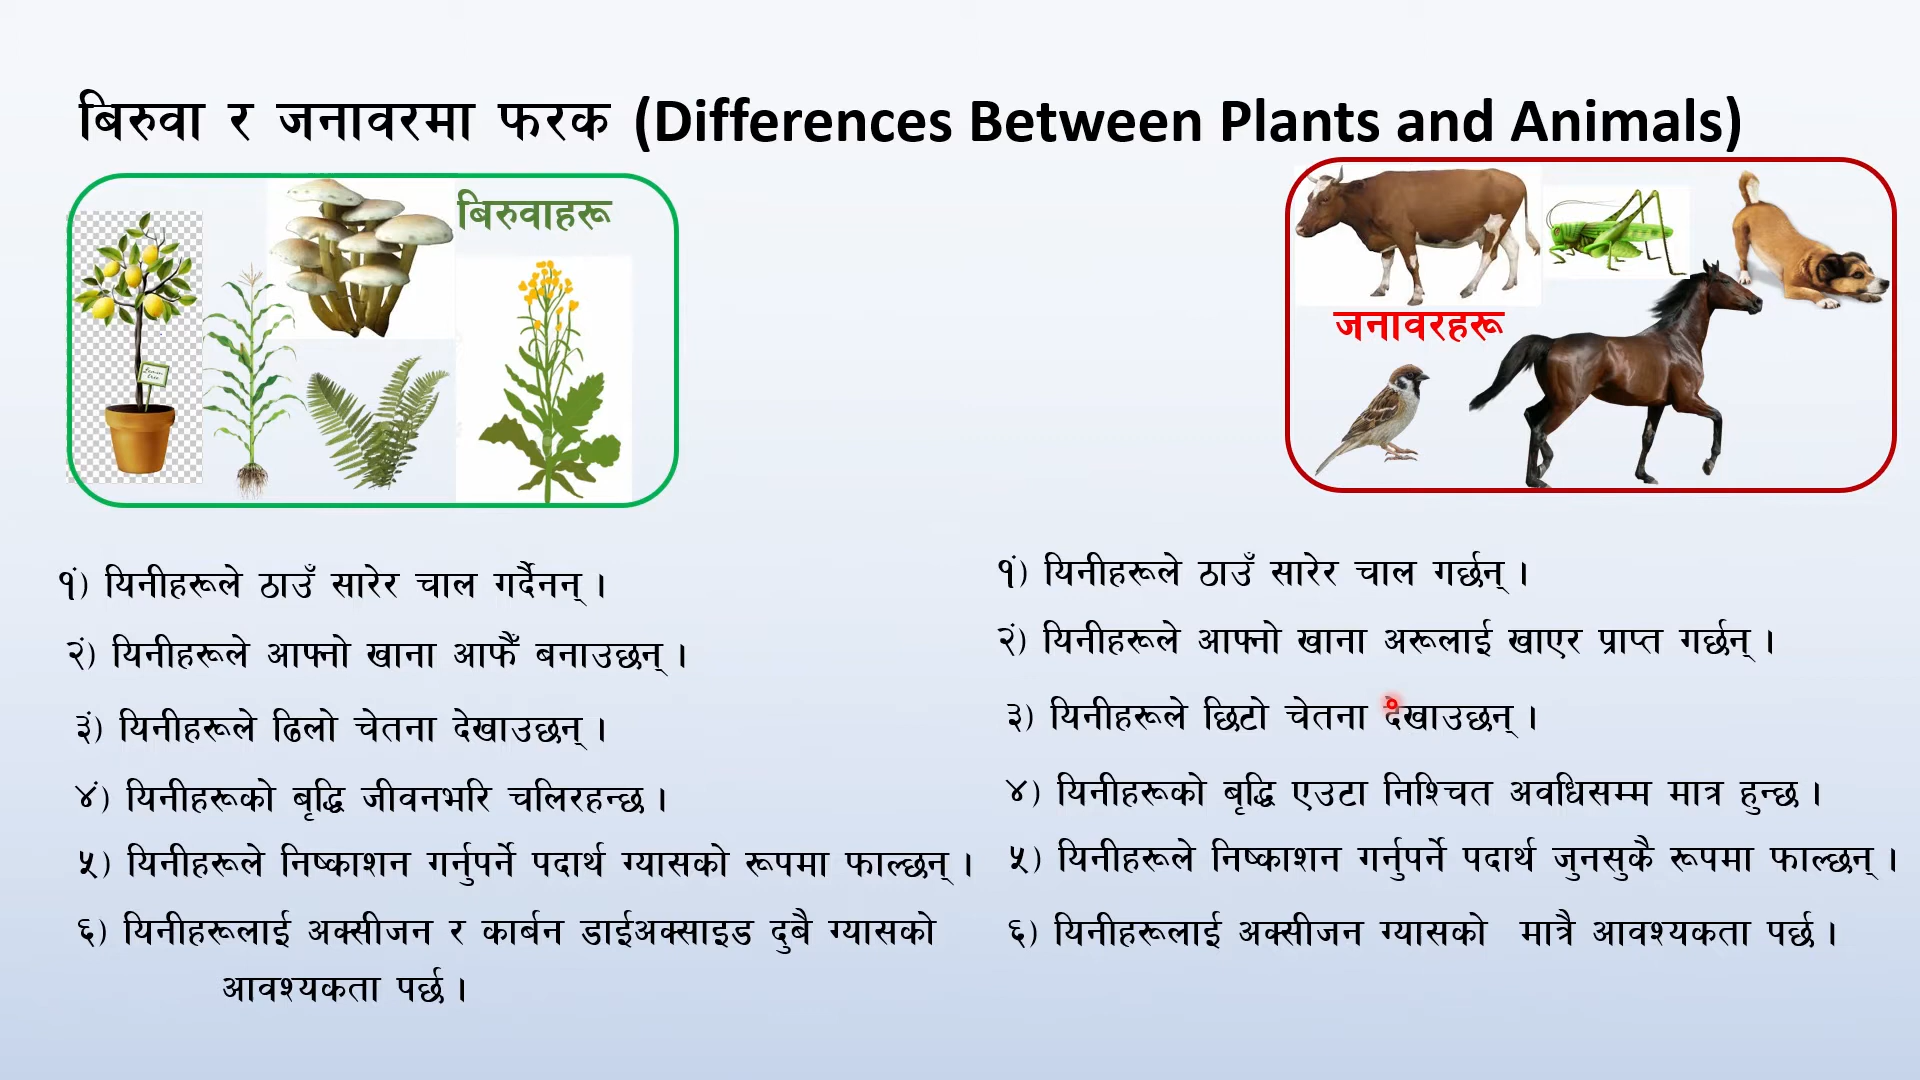 बिरुवा र जनावरमा फरक (Differences Between Plants and Animals)
बिरुवाहरू
जनावरहरू
१) यिनीहरूले ठाउँ सारेर चाल गर्दैनन् ।
२) यिनीहरूले आफ्नो खाना आफैँ बनाउछन् ।
३) यिनीहरूले ढिलो चेतना देखाउछन् ।
४) यिनीहरूको बृद्धि जीवनभरि चलिरहन्छ ।
५) यिनीहरूले निष्काशन गर्नुपर्ने पदार्थ ग्यासको रूपमा फाल्छन् ।
६) यिनीहरूलाई अक्सीजन र कार्बन डाईअक्साइड दुबै ग्यासको
आवश्यकता पर्छ ।
१) यिनीहरूले ठाउँ सारेर चाल गर्छन् ।
२) यिनीहरूले आफ्नो खाना अरूलाई खाएर प्राप्त गर्छन् ।
३) यिनीहरूले छिटो चेतना देखाउछन् ।
४) यिनीहरूको बृद्धि एउटा निश्चित अवधिसम्म मात्र हुन्छ ।
५) यिनीहरूले निष्काशन गर्नुपर्ने पदार्थ जुनसुकै रूपमा फाल्छन् ।
६) यिनीहरूलाई अक्सीजन ग्यासको मात्रै आवश्यकता पर्छ ।